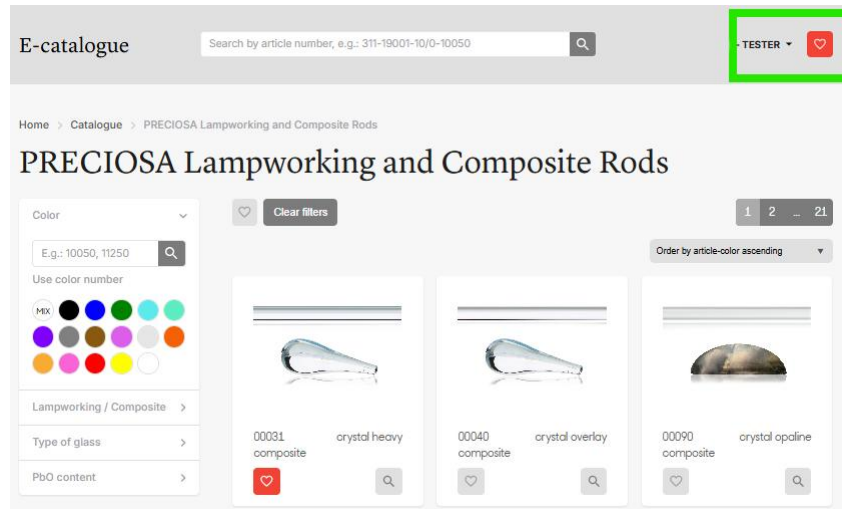 E-catalogue
Search by article number, e.g.: 311-19001-10/0-10050
- TESTER
Home > Catalogue > PRECIOSA Lampworking and Composite Rods
PRECIOSA Lampworking and Composite Rods
Color
Clear filters
1 2 ... 21
E.g.: 10050, 11250
Order by article-color ascending
Use color number
MIX
Lampworking / Composite >
Type of glass >
PbO content >
00031 crystal heavy
composite
00040 crystal overlay
composite
00090 crystal opaline
composite